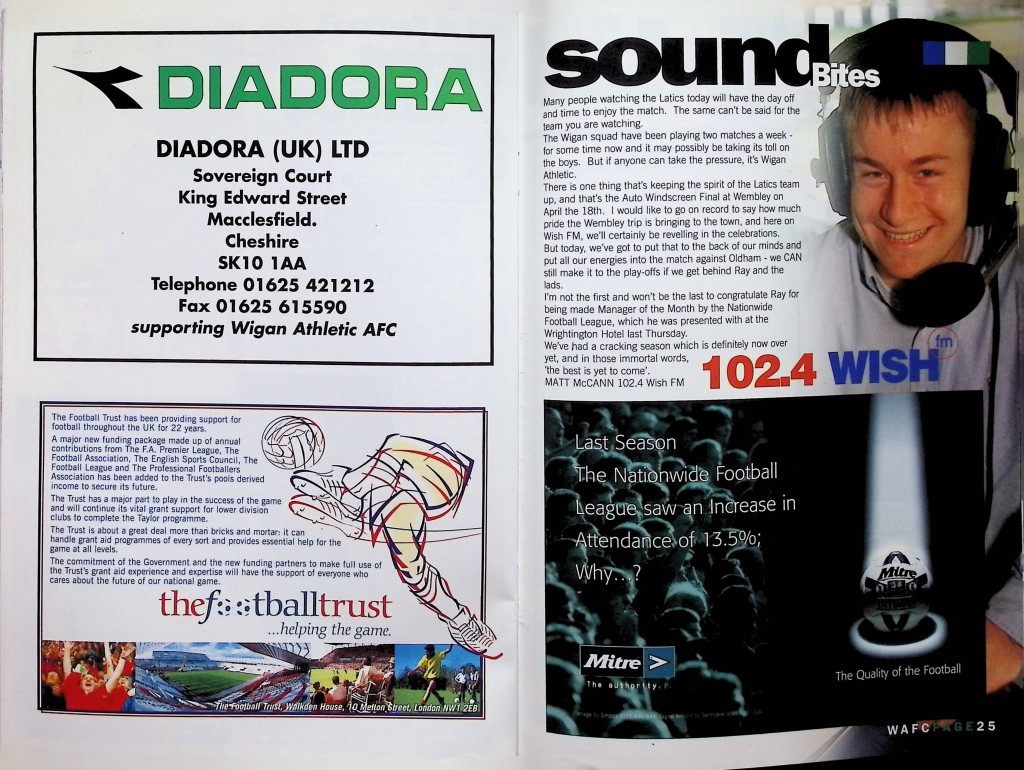 DIADORA
DIADORA (UK) LTD
Sovereign Court
King Edward Street
Macclesfield.
Cheshire
SK10 1AA
Telephone 01625 421212
Fax 01625 615590
supporting Wigan Athletic AFC
The Football Trust has been providing support for
football throughout the UK for 22 years.
A major new funding package made up of annual
contributions from The F.A. Premier League, The
Football Association, The English Sports Council, The
Football League and The Professional Footballers
Association has been added to the Trust's pools derived
income to secure its future.
The Trust has a major part to play in the success of the game
and will continue its vital grant support for lower division
clubs to complete the Taylor programme.
The Trust is about a great deal more than bricks and mortar: it can
handle grant aid programmes of every sort and provides essential help for the
game at all levels.
The commitment of the Government and the new funding partners to make full use
of the Trust's grant aid experience and expertise will have the support of everyone who
cares about the future of our national game.
thefootballtrust
...helping the game.
The Football Trust, Walkden House, 10 Melton Street, London NW1 2EB
sound
Bites
Many people watching the Latics today will have the day off
and time to enjoy the match. The same can't be said for the
team you are watching.
The Wigan squad have been playing two matches a week -
for some time now and it may possibly be taking its toll on
the boys. But if anyone can take the pressure, it's Wigan
Athletic.
There is one thing that's keeping the spirit of the Latics team
up, and that's the Auto Windscreen Final at Wembley on
April the 18th. I would like to go on record to say how much
pride the Wembley trip is bringing to the town, and here on
Wish FM, we'll certainly be revelling in the celebrations.
But today, we've got to put that to the back of our minds and
put all our energies into the match against Oldham - we CAN
still make it to the play-offs if we get behind Ray and the
lads.
I'm not the first and won't be the last to congratulate Ray for
being made Manager of the Month by the Nationwide
Football League, which he was presented with at the
Wrightington Hotel last Thursday.
We've had a cracking season which is definitely now over
yet, and in those immortal words,
'the best is yet to come'.
MATT McCANN 102.4 Wish FM
102.4 WISH fm
Last Season
The Nationwide Football
League saw an Increase in
Attendance of 13.5%;
Why...?
Mitre
Mitre
The authority.
The Quality of the Football
WAFCPAGE25